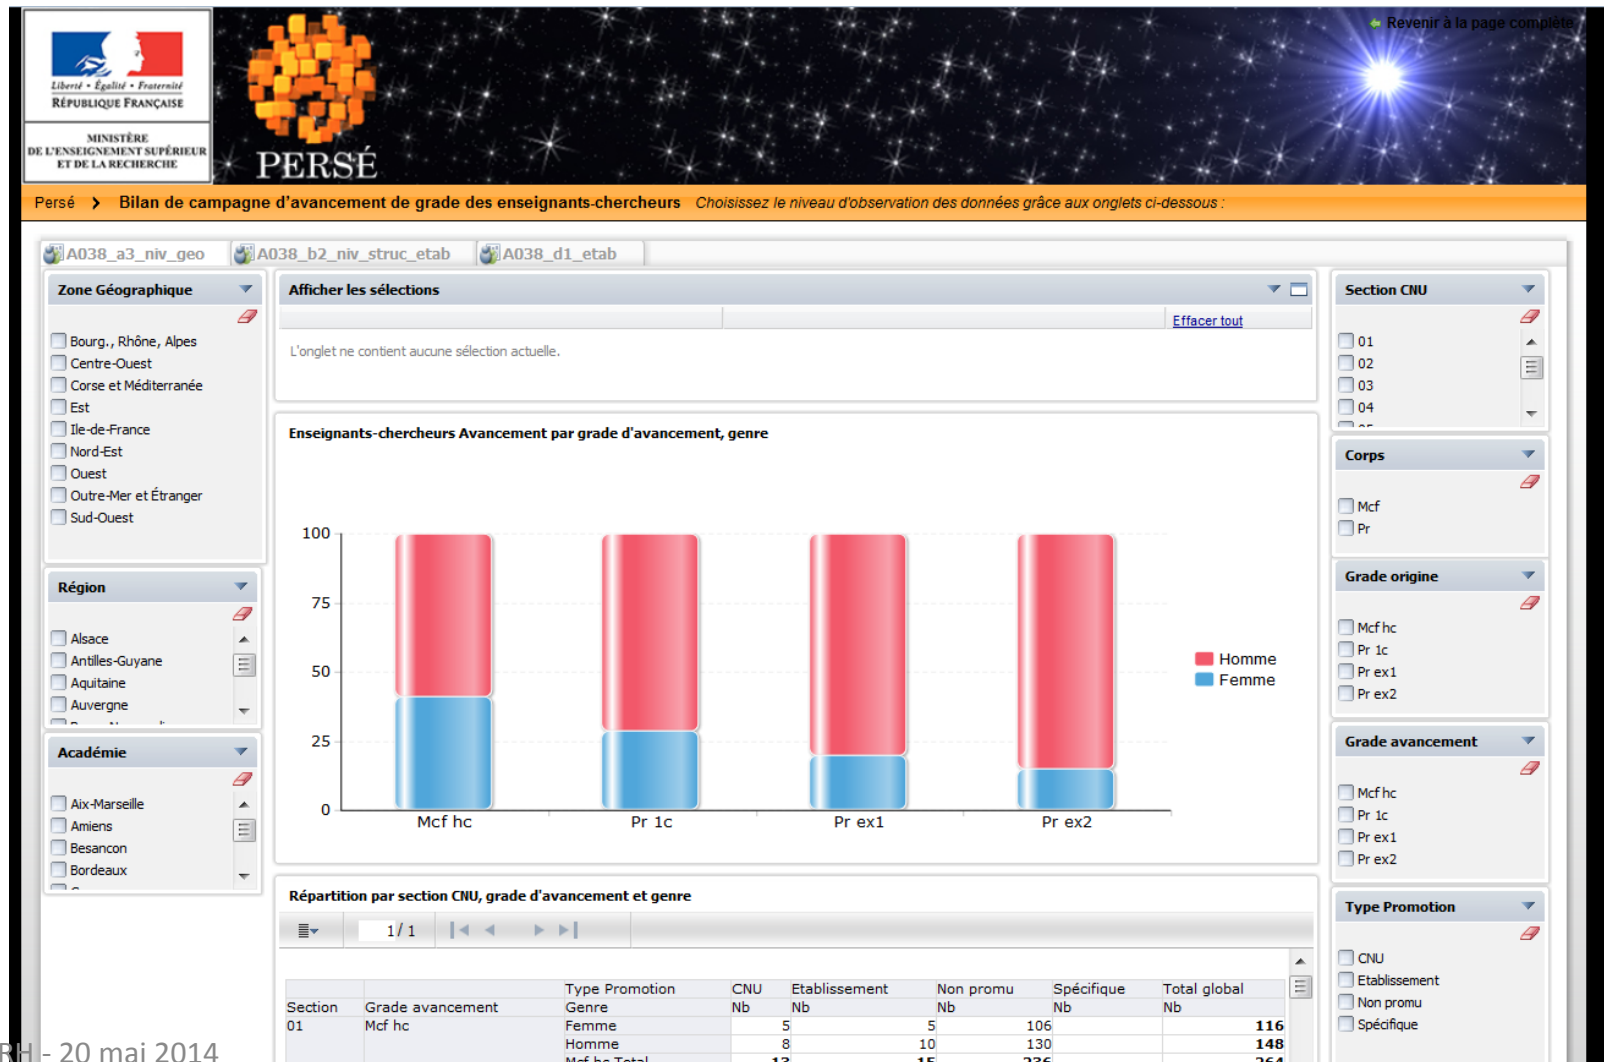 Revenir à la page complète
Liberté • Égalité • Fraternité
RÉPUBLIQUE FRANÇAISE
MINISTÈRE
DE L'ENSEIGNEMENT SUPÉRIEUR
ET DE LA RECHERCHE
PERSÉ
Persé > Bilan de campagne d'avancement de grade des enseignants-chercheurs Choisissez le niveau d'observation des données grâce aux onglets ci-dessous :
A038_a3_niv_geo A038_b2_niv_struc_etab A038_d1_etab
Zone Géographique
Bourg., Rhône, Alpes
Centre-Ouest
Corse et Méditerranée
Est
Ile-de-France
Nord-Est
Ouest
Outre-Mer et Étranger
Sud-Ouest
Région
Alsace
Antilles-Guyane
Aquitaine
Auvergne
Académie
Aix-Marseille
Amiens
Besancon
Bordeaux
Afficher les sélections
Effacer tout
L'onglet ne contient aucune sélection actuelle.
Enseignants-chercheurs Avancement par grade d'avancement, genre
100
75
50
25
0
Mcf hc Pr 1c Pr ex1 Pr ex2
Homme
Femme
Répartition par section CNU, grade d'avancement et genre
1/ 1
Type Promotion CNU Etablissement Non promu Spécifique Total global
Section Grade avancement Genre Nb Nb Nb Nb Nb
01 Mcf hc Femme 5 5 106 116
Homme 8 10 130 148
Mcf hc Total 13 15 236 264
Section CNU
01
02
03
04
Corps
Mcf
Pr
Grade origine
Mcf hc
Pr 1c
Pr ex1
Pr ex2
Grade avancement
Mcf hc
Pr 1c
Pr ex1
Pr ex2
Type Promotion
CNU
Etablissement
Non promu
Spécifique
RH - 20 mai 2014